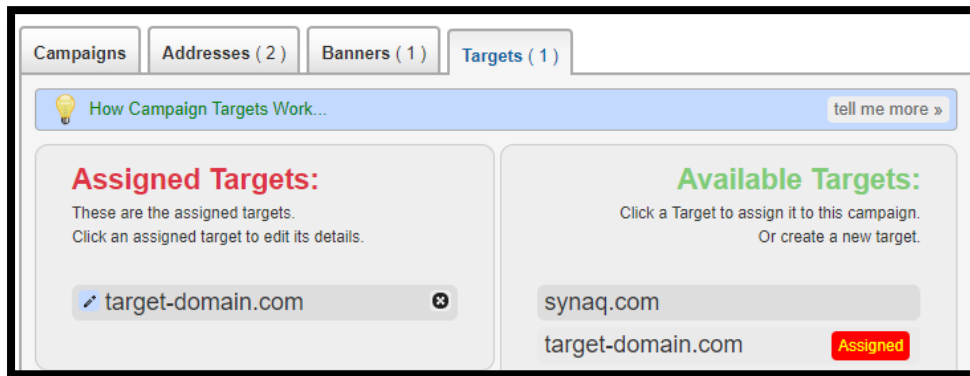 Campaigns
Addresses ( 2 )
Banners ( 1 )
Targets ( 1 )
How Campaign Targets Work...
tell me more »
Assigned Targets:
These are the assigned targets.
Click an assigned target to edit its details.
target-domain.com
Available Targets:
Click a Target to assign it to this campaign.
Or create a new target.
synaq.com
target-domain.com
Assigned